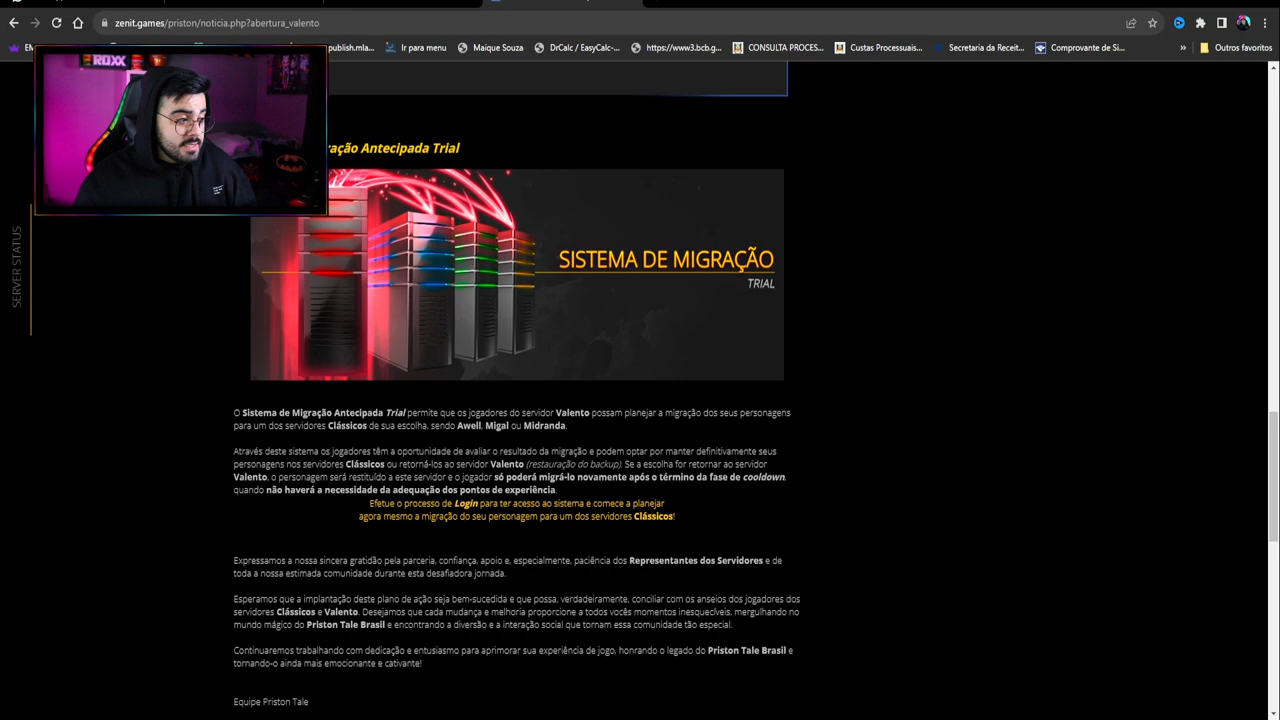 zenit.games/priston/noticia.php?abertura_valento
publish.mla...
Ir para menu
Maique Souza
DrCalc / EasyCalc-...
https://www3.bcb.g...
CONSULTA PROCES...
Custas Processuais...
Secretaria da Receit...
Comprovante de Si...
»
Outros favoritos
ROXX
ração Antecipada Trial
SISTEMA DE MIGRAÇÃO
TRIAL
SERVER STATUS
O Sistema de Migração Antecipada Trial permite que os jogadores do servidor Valento possam planejar a migração dos seus personagens
para um dos servidores Clássicos de sua escolha, sendo Awell, Migal ou Midranda.
Através deste sistema os jogadores têm a oportunidade de avaliar o resultado da migração e podem optar por manter definitivamente seus
personagens nos servidores Clássicos ou retorná-los ao servidor Valento (restauração do backup). Se a escolha for retornar ao servidor
Valento, o personagem será restituído a este servidor e o jogador só poderá migrá-lo novamente após o término da fase de cooldown,
quando não haverá a necessidade da adequação dos pontos de experiência.
Efetue o processo de Login para ter acesso ao sistema e comece a planejar
agora mesmo a migração do seu personagem para um dos servidores Clássicos!
Expressamos a nossa sincera gratidão pela parceria, confiança, apoio e, especialmente, paciência dos Representantes dos Servidores e de
toda a nossa estimada comunidade durante esta desafiadora jornada.
Esperamos que a implantação deste plano de ação seja bem-sucedida e que possa, verdadeiramente, conciliar com os anseios dos jogadores dos
servidores Clássicos e Valento. Desejamos que cada mudança e melhoria proporcione a todos vocês momentos inesquecíveis, mergulhando no
mundo mágico do Priston Tale Brasil e encontrando a diversão e a interação social que tornam essa comunidade tão especial.
Continuaremos trabalhando com dedicação e entusiasmo para aprimorar sua experiência de jogo, honrando o legado do Priston Tale Brasil e
tornando-o ainda mais emocionante e cativante!
Equipe Priston Tale